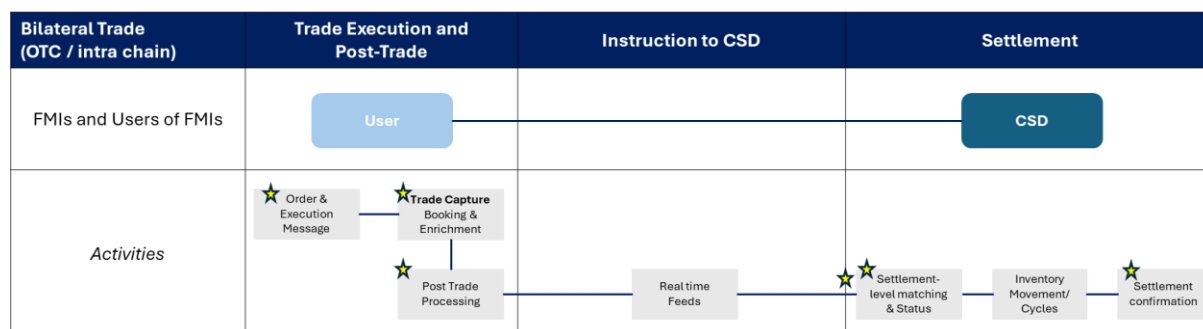 Bilateral Trade
(OTC / intra chain)
Trade Execution and
Post-Trade
Instruction to CSD
Settlement
FMIs and Users of FMIs
User
CSD
Activities
Order &
Execution
Message
Trade Capture
Booking &
Enrichment
Post Trade
Processing
Real time
Feeds
Settlement-
level matching
& Status
Inventory
Movement/
Cycles
Settlement
confirmation